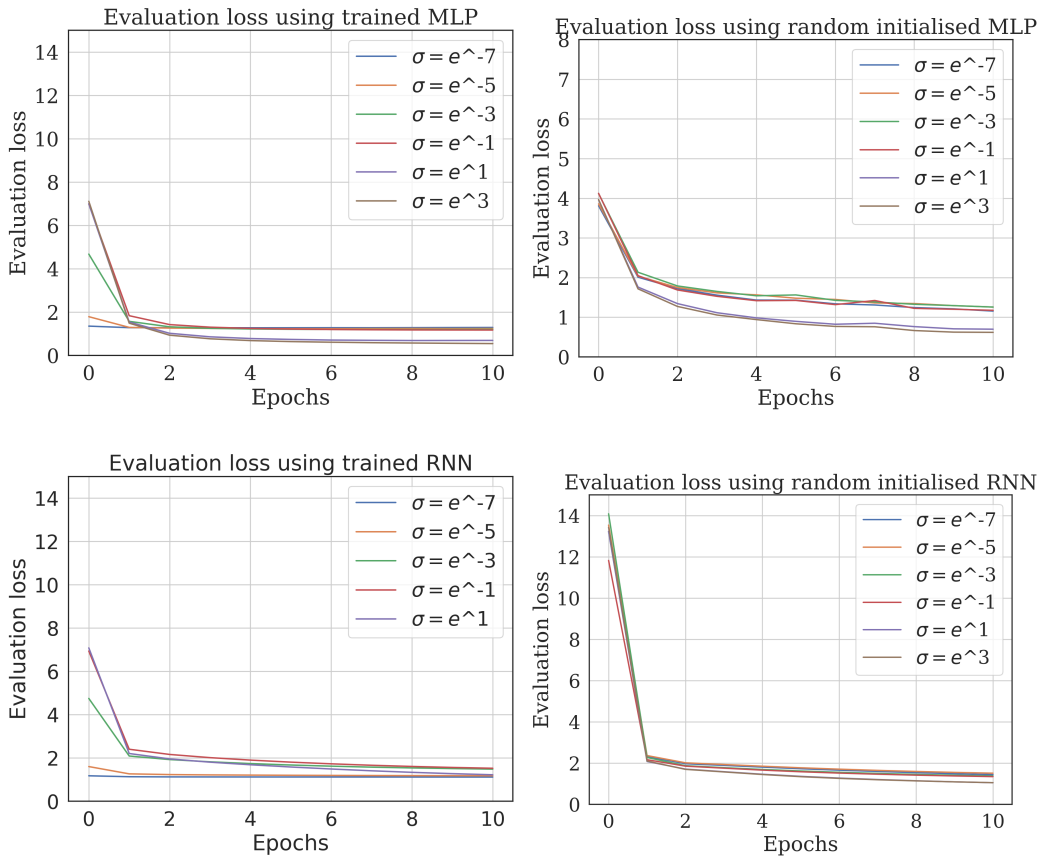 Evaluation loss using trained MLP
Evaluation loss
14
12
10
8
6
4
2
0
0 2 4 6 8 10
Epochs
σ = e^-7
σ = e^-5
σ = e^-3
σ = e^-1
σ = e^1
σ = e^3
Evaluation loss using random initialised MLP
Evaluation loss
8
7
6
5
4
3
2
1
0
0 2 4 6 8 10
Epochs
σ = e^-7
σ = e^-5
σ = e^-3
σ = e^-1
σ = e^1
σ = e^3
Evaluation loss using trained RNN
Evaluation loss
14
12
10
8
6
4
2
0
0 2 4 6 8 10
Epochs
σ = e^-7
σ = e^-5
σ = e^-3
σ = e^-1
σ = e^1
Evaluation loss using random initialised RNN
Evaluation loss
14
12
10
8
6
4
2
0
0 2 4 6 8 10
Epochs
σ = e^-7
σ = e^-5
σ = e^-3
σ = e^-1
σ = e^1
σ = e^3